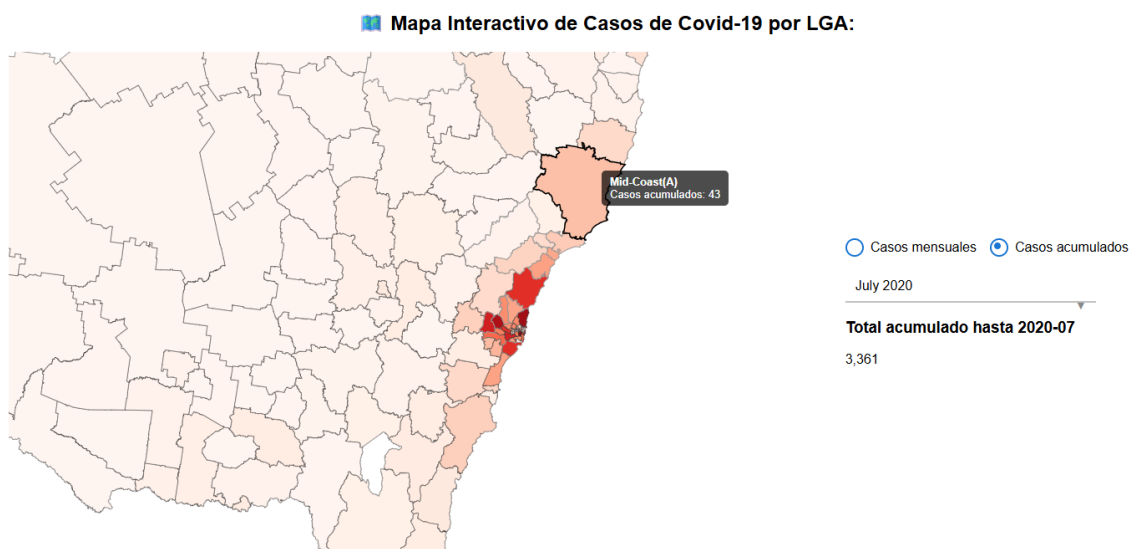 Mapa Interactivo de Casos de Covid-19 por LGA:
Mid-Coast(A)
Casos acumulados: 43
Casos mensuales
Casos acumulados
July 2020
Total acumulado hasta 2020-07
3,361